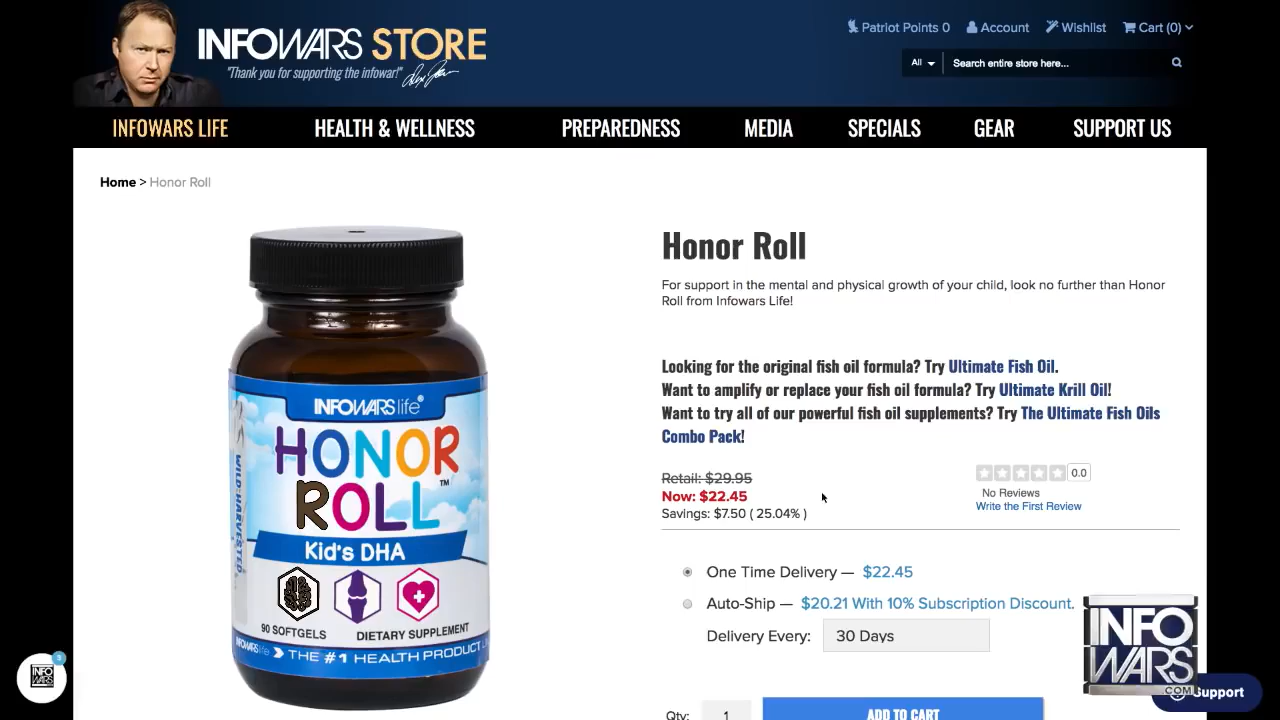 INFOWARS STORE
"Thank you for supporting the infowar!" Alex Jones
Patriot Points 0 Account Wishlist Cart (0)
All Search entire store here...
INFOWARS LIFE HEALTH & WELLNESS PREPAREDNESS MEDIA SPECIALS GEAR SUPPORT US
Home > Honor Roll
Honor Roll
For support in the mental and physical growth of your child, look no further than Honor
Roll from Infowars Life!
Looking for the original fish oil formula? Try Ultimate Fish Oil.
Want to amplify or replace your fish oil formula? Try Ultimate Krill Oil!
Want to try all of our powerful fish oil supplements? Try The Ultimate Fish Oils
Combo Pack!
Retail: $29.95
Now: $22.45
Savings: $7.50 ( 25.04% )
0.0
No Reviews
Write the First Review
One Time Delivery — $22.45
Auto-Ship — $20.21 With 10% Subscription Discount.
Delivery Every: 30 Days
Qty: 1 ADD TO CART
INFOWARS life®
HONOR
ROLL™
Kid's DHA
WILD-HARVESTED
90 SOFTGELS DIETARY SUPPLEMENT
INFOWARS life THE #1 HEALTH PRODUCT
INFO
WARS
3
INFO
WARS
.COM
Support